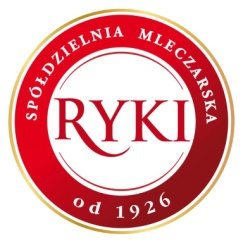 SPÓŁDZIELNIA MLECZARSKA
RYKI
od 1926